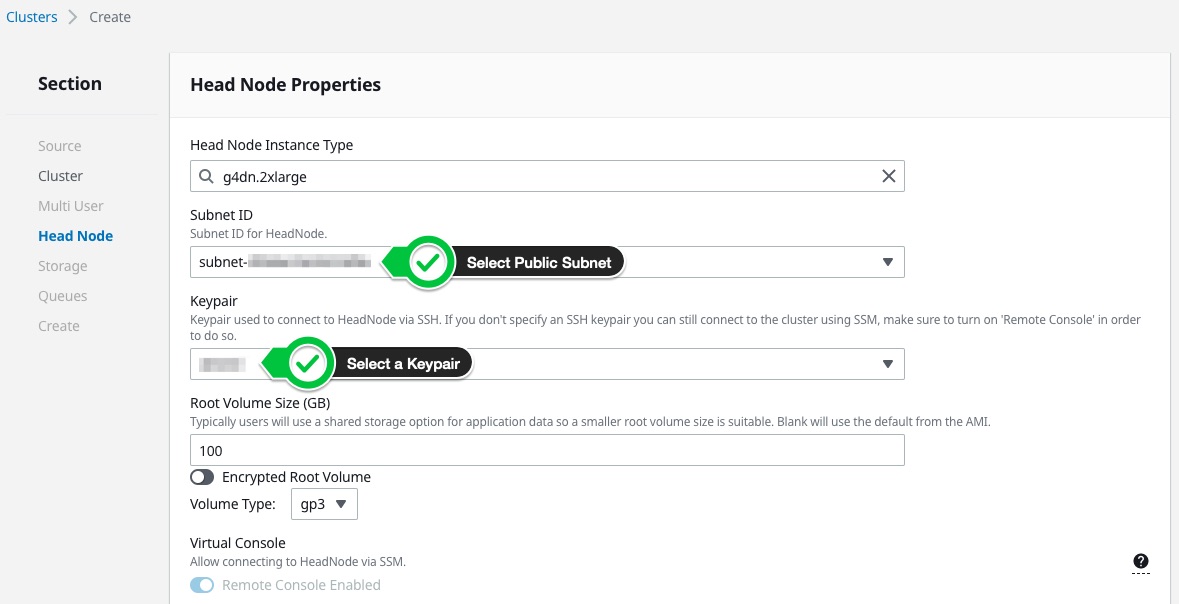 Clusters > Create
Section
Source
Cluster
Multi User
Head Node
Storage
Queues
Create
Head Node Properties
Head Node Instance Type
g4dn.2xlarge
Subnet ID
Subnet ID for HeadNode.
subnet-
Select Public Subnet
Keypair
Keypair used to connect to HeadNode via SSH. If you don't specify an SSH keypair you can still connect to the cluster using SSM, make sure to turn on 'Remote Console' in order
to do so.
Select a Keypair
Root Volume Size (GB)
Typically users will use a shared storage option for application data so a smaller root volume size is suitable. Blank will use the default from the AMI.
100
Encrypted Root Volume
Volume Type: gp3
Virtual Console
Allow connecting to HeadNode via SSM.
Remote Console Enabled